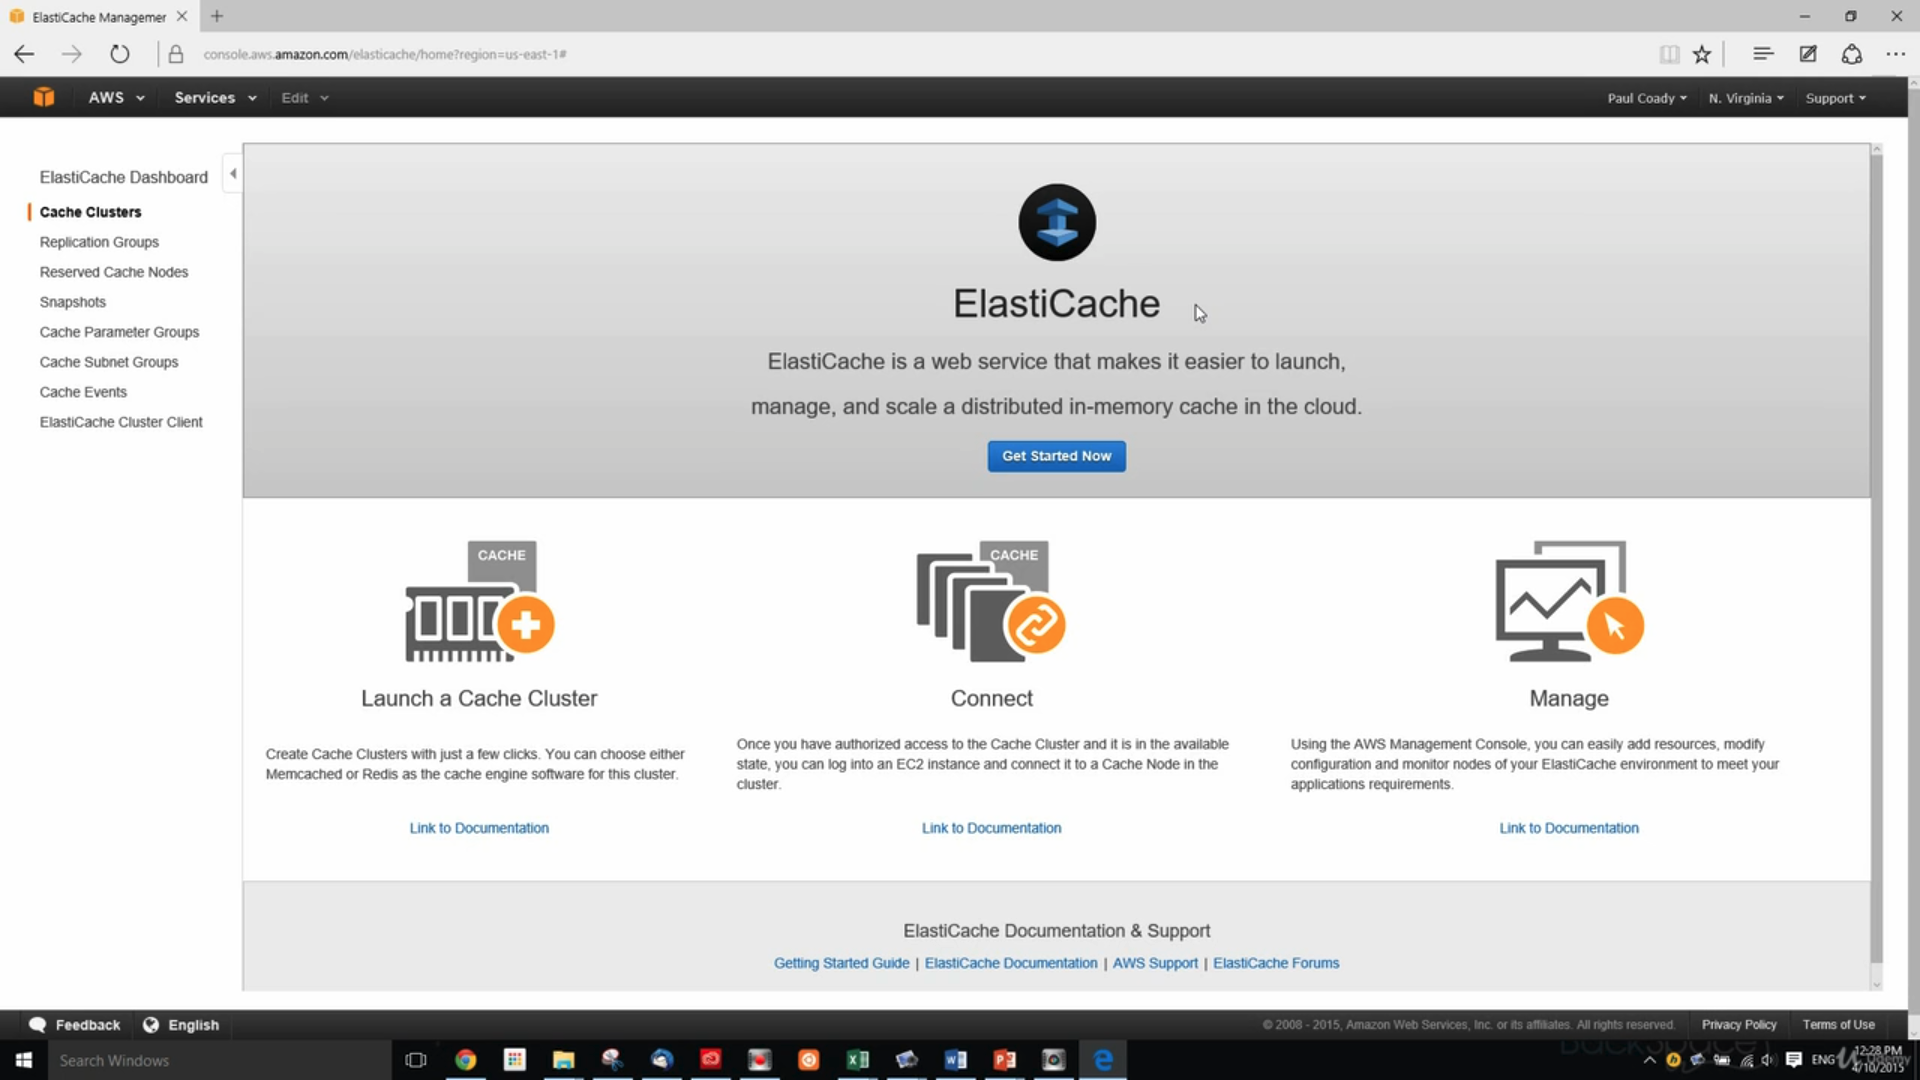 ElastiCache Managemer
console.aws.amazon.com/elasticache/home?region=us-east-1#
AWS Services Edit Paul Coady N. Virginia Support
ElastiCache Dashboard
Cache Clusters
Replication Groups
Reserved Cache Nodes
Snapshots
Cache Parameter Groups
Cache Subnet Groups
Cache Events
ElastiCache Cluster Client
ElastiCache
ElastiCache is a web service that makes it easier to launch,
manage, and scale a distributed in-memory cache in the cloud.
Get Started Now
CACHE
Launch a Cache Cluster
Create Cache Clusters with just a few clicks. You can choose either
Memcached or Redis as the cache engine software for this cluster.
Link to Documentation
CACHE
Connect
Once you have authorized access to the Cache Cluster and it is in the available
state, you can log into an EC2 instance and connect it to a Cache Node in the
cluster.
Link to Documentation
Manage
Using the AWS Management Console, you can easily add resources, modify
configuration and monitor nodes of your ElastiCache environment to meet your
applications requirements.
Link to Documentation
ElastiCache Documentation & Support
Getting Started Guide | ElastiCache Documentation | AWS Support | ElastiCache Forums
Feedback English © 2008 - 2015, Amazon Web Services, Inc. or its affiliates. All rights reserved. Privacy Policy Terms of Use
Search Windows
ENG
12:28 PM
4/10/2015
Udemy